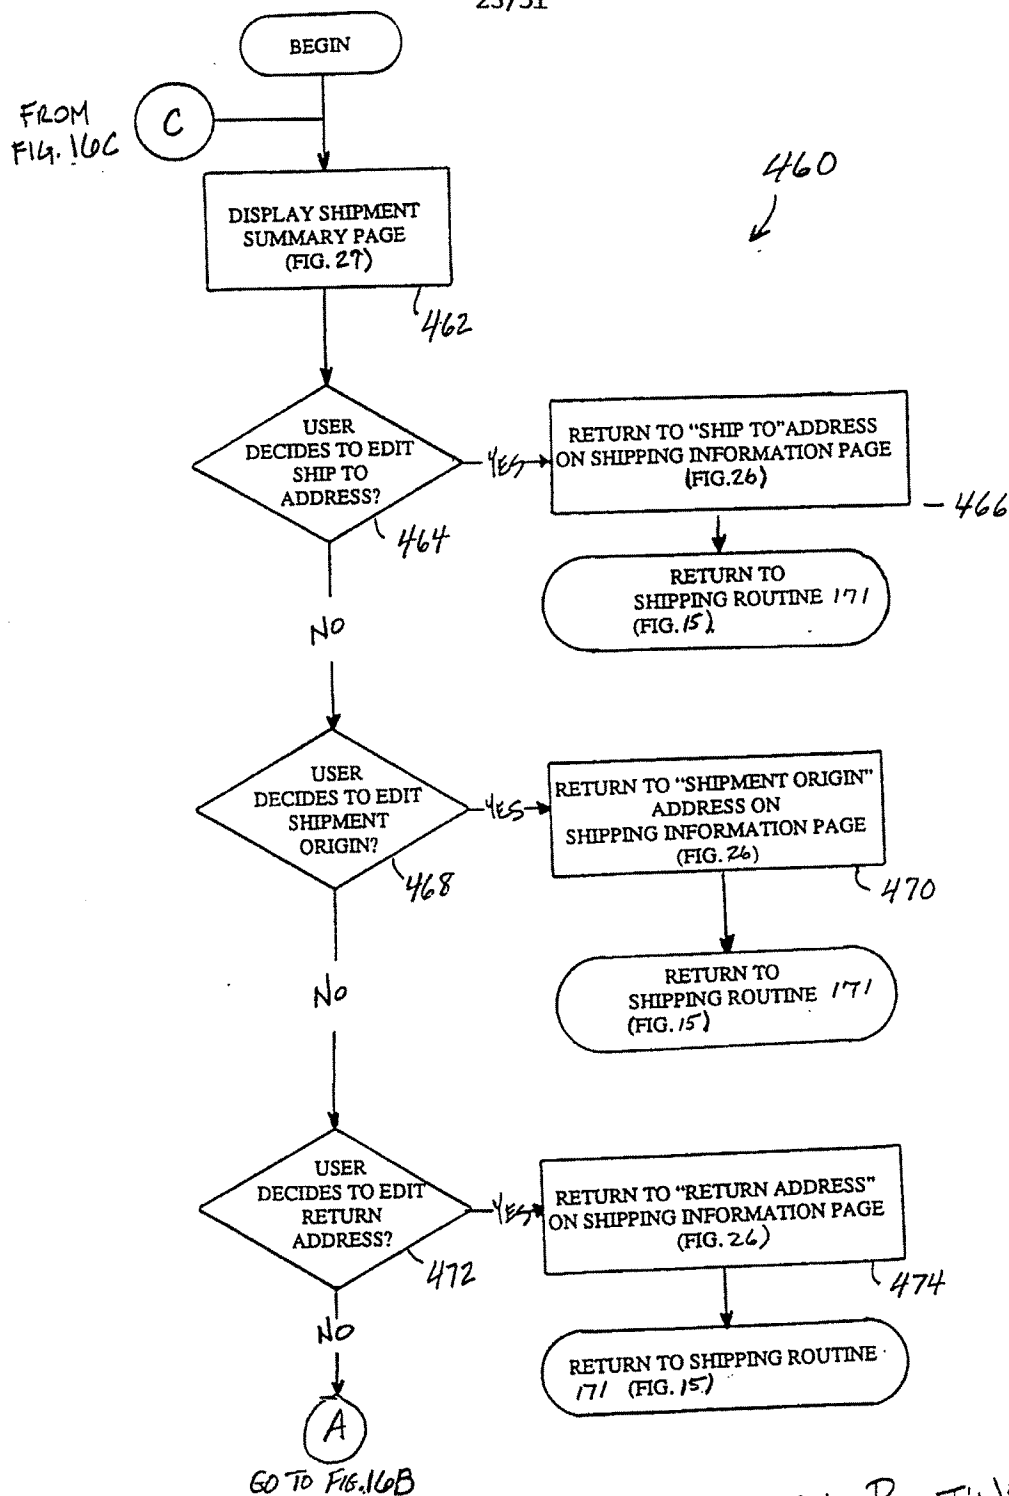 BEGIN
FROM
FIG. 16C
C
460
DISPLAY SHIPMENT
SUMMARY PAGE
(FIG. 27)
462
USER
DECIDES TO EDIT
SHIP TO
ADDRESS?
464
YES
RETURN TO "SHIP TO" ADDRESS
ON SHIPPING INFORMATION PAGE
(FIG.26)
466
RETURN TO
SHIPPING ROUTINE 171
(FIG. 15)
NO
USER
DECIDES TO EDIT
SHIPMENT
ORIGIN?
468
YES
RETURN TO "SHIPMENT ORIGIN"
ADDRESS ON
SHIPPING INFORMATION PAGE
(FIG. 26)
470
RETURN TO
SHIPPING ROUTINE 171
(FIG. 15)
NO
USER
DECIDES TO EDIT
RETURN
ADDRESS?
472
YES
RETURN TO "RETURN ADDRESS"
ON SHIPPING INFORMATION PAGE
(FIG. 26)
474
RETURN TO SHIPPING ROUTINE
171 (FIG. 15)
NO
A
GO TO FIG.16B